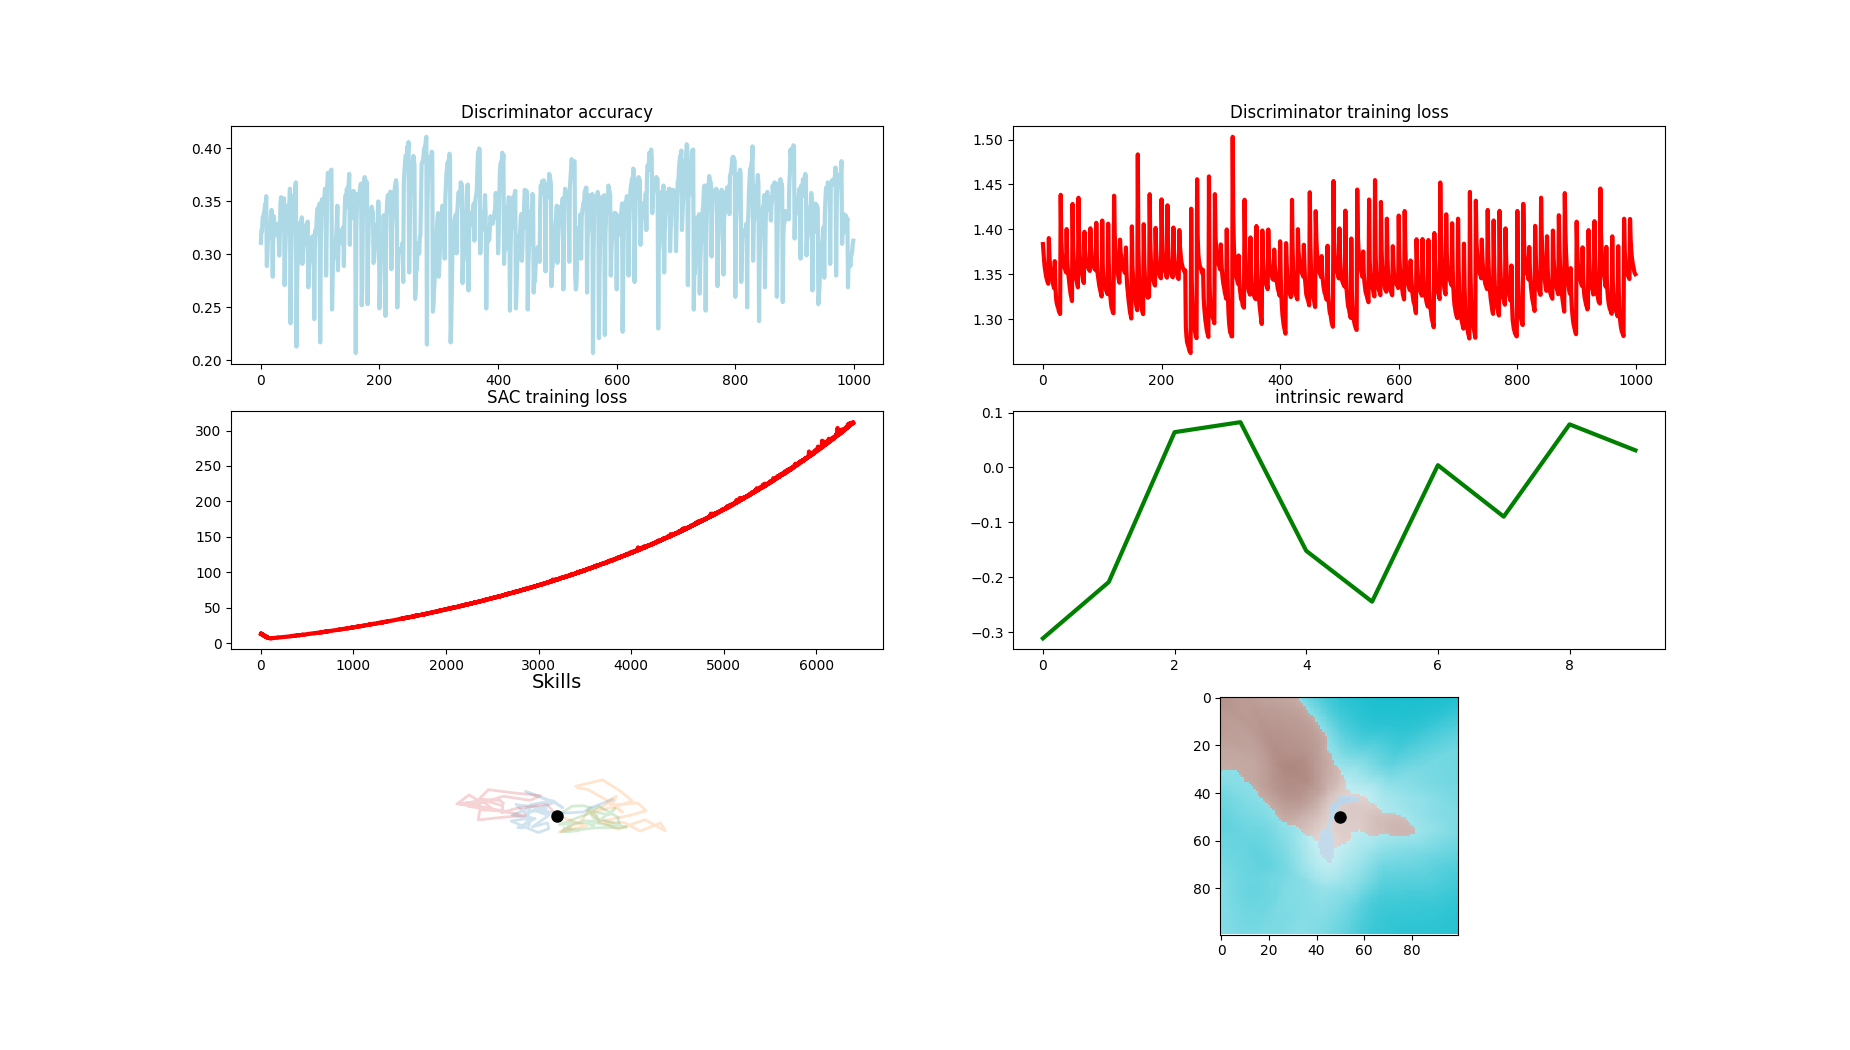 Discriminator accuracy
0.40
0.35
0.30
0.25
0.20
0 200 400 600 800 1000
Discriminator training loss
1.50
1.45
1.40
1.35
1.30
0 200 400 600 800 1000
SAC training loss
300
250
200
150
100
50
0
0 1000 2000 3000 4000 5000 6000
intrinsic reward
0.1
0.0
−0.1
−0.2
−0.3
0 2 4 6 8
Skills
0
20
40
60
80
0 20 40 60 80